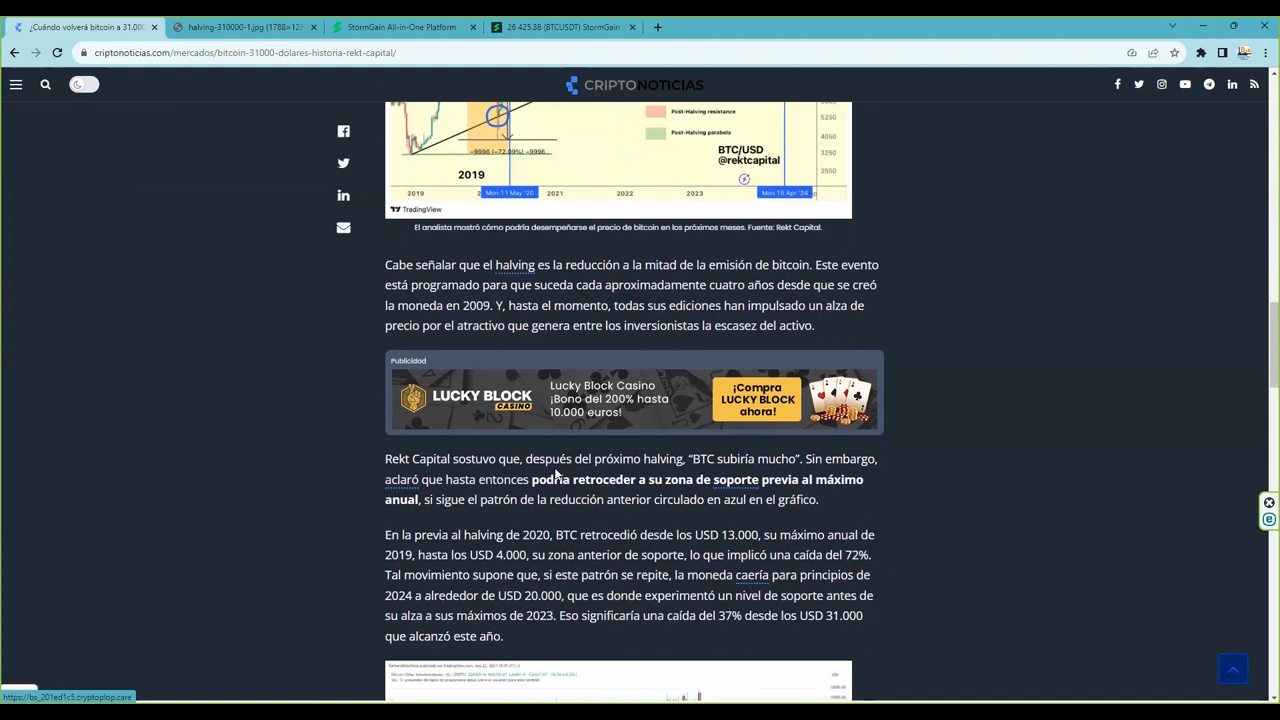 ¿Cuándo volverá bitcoin a 31.000
halving-310000-1.jpg (1788×128
StormGain All-in-One Platform
26 425.38 (BTCUSDT) StormGain
criptonoticias.com/mercados/bitcoin-31000-dolares-historia-rekt-capital/
CRIPTONOTICIAS
Post-Halving resistance
5250
Post-Halving parabola
4050
BTC/USD
@rektcapital
3250
−9996 (−72.09%) −9996
2019
2550
2019
Mon 11 May '20
2021
2022
2023
Mon 15 Apr '24
TradingView
El analista mostró cómo podría desempeñarse el precio de bitcoin en los próximos meses. Fuente: Rekt Capital.
Cabe señalar que el halving es la reducción a la mitad de la emisión de bitcoin. Este evento
está programado para que suceda cada aproximadamente cuatro años desde que se creó
la moneda en 2009. Y, hasta el momento, todas sus ediciones han impulsado un alza de
precio por el atractivo que genera entre los inversionistas la escasez del activo.
Publicidad
LUCKY BLOCK
CASINO
Lucky Block Casino
¡Bono del 200% hasta
10.000 euros!
¡Compra
LUCKY BLOCK
ahora!
Rekt Capital sostuvo que, después del próximo halving, “BTC subiría mucho”. Sin embargo,
aclaró que hasta entonces podría retroceder a su zona de soporte previa al máximo
anual, si sigue el patrón de la reducción anterior circulado en azul en el gráfico.
En la previa al halving de 2020, BTC retrocedió desde los USD 13.000, su máximo anual de
2019, hasta los USD 4.000, su zona anterior de soporte, lo que implicó una caída del 72%.
Tal movimiento supone que, si este patrón se repite, la moneda caería para principios de
2024 a alrededor de USD 20.000, que es donde experimentó un nivel de soporte antes de
su alza a sus máximos de 2023. Eso significaría una caída del 37% desde los USD 31.000
que alcanzó este año.
https://bs_201ed1c5.cryptoplop.care